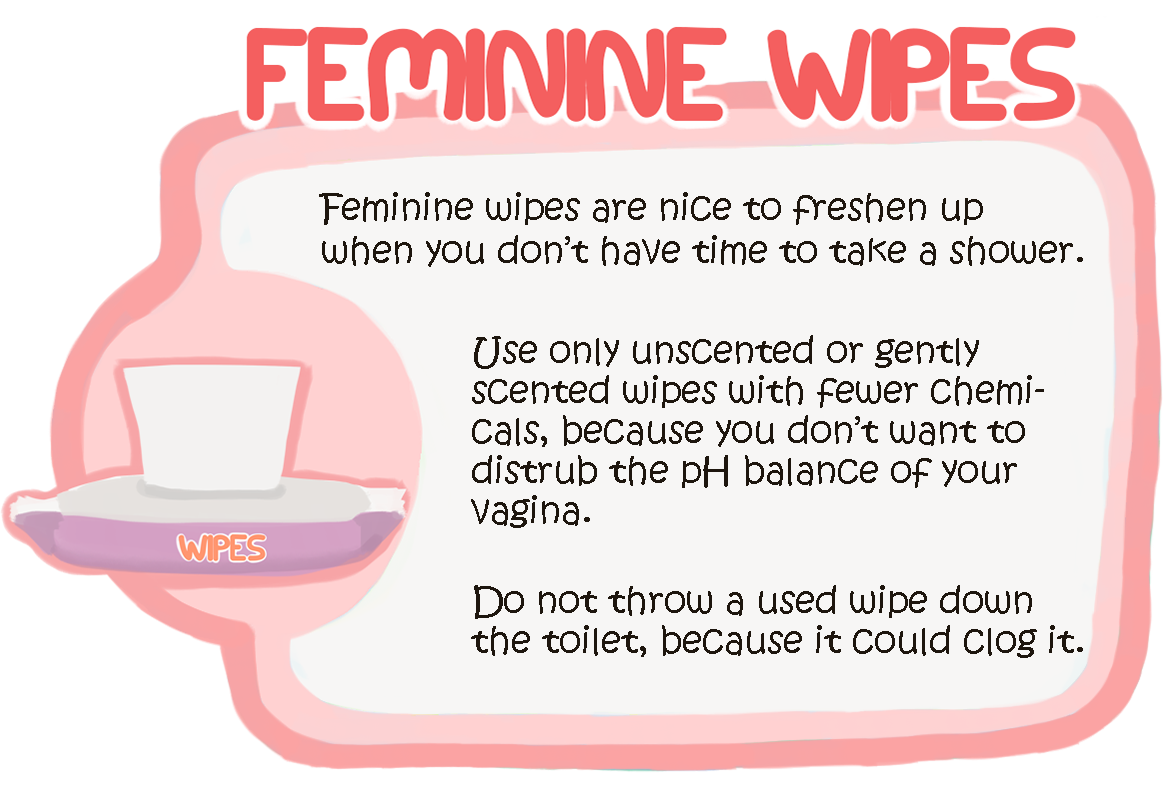 FEMININE WIPES
Feminine wipes are nice to freshen up
when you don't have time to take a shower.
Use only unscented or gently
scented wipes with fewer chemi-
cals, because you don't want to
distrub the pH balance of your
vagina.
WIPES
Do not throw a used wipe down
the toilet, because it could clog it.